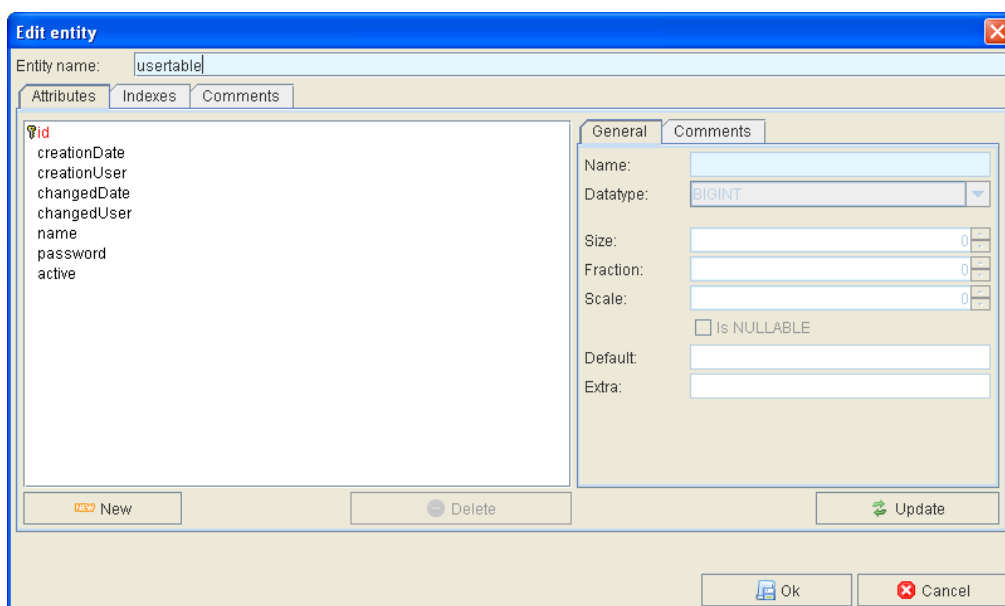 Edit entity
Entity name: usertable
Attributes Indexes Comments
id
creationDate
creationUser
changedDate
changedUser
name
password
active
General Comments
Name:
Datatype: BIGINT
Size: 0
Fraction: 0
Scale: 0
Is NULLABLE
Default:
Extra:
NEW New Delete Update
Ok Cancel